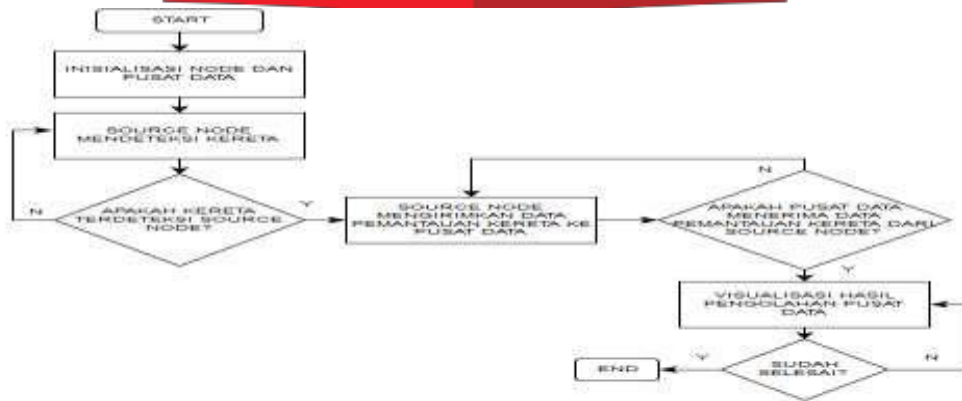 START
INISIALISASI NODE DAN
PUSAT DATA
SOURCE NODE
MENDETEKSI KERETA
N
APAKAH KERETA
TERDETEKSI SOURCE
NODE?
Y
SOURCE NODE
MENGIRIMKAN DATA
PEMANTAUAN KERETA KE
PUSAT DATA
N
APAKAH PUSAT DATA
MENERIMA DATA
PEMANTAUAN KERETA DARI
SOURCE NODE?
Y
VISUALISASI HASIL
PENGOLAHAN PUSAT
DATA
SUDAH
SELESAI?
N
Y
END